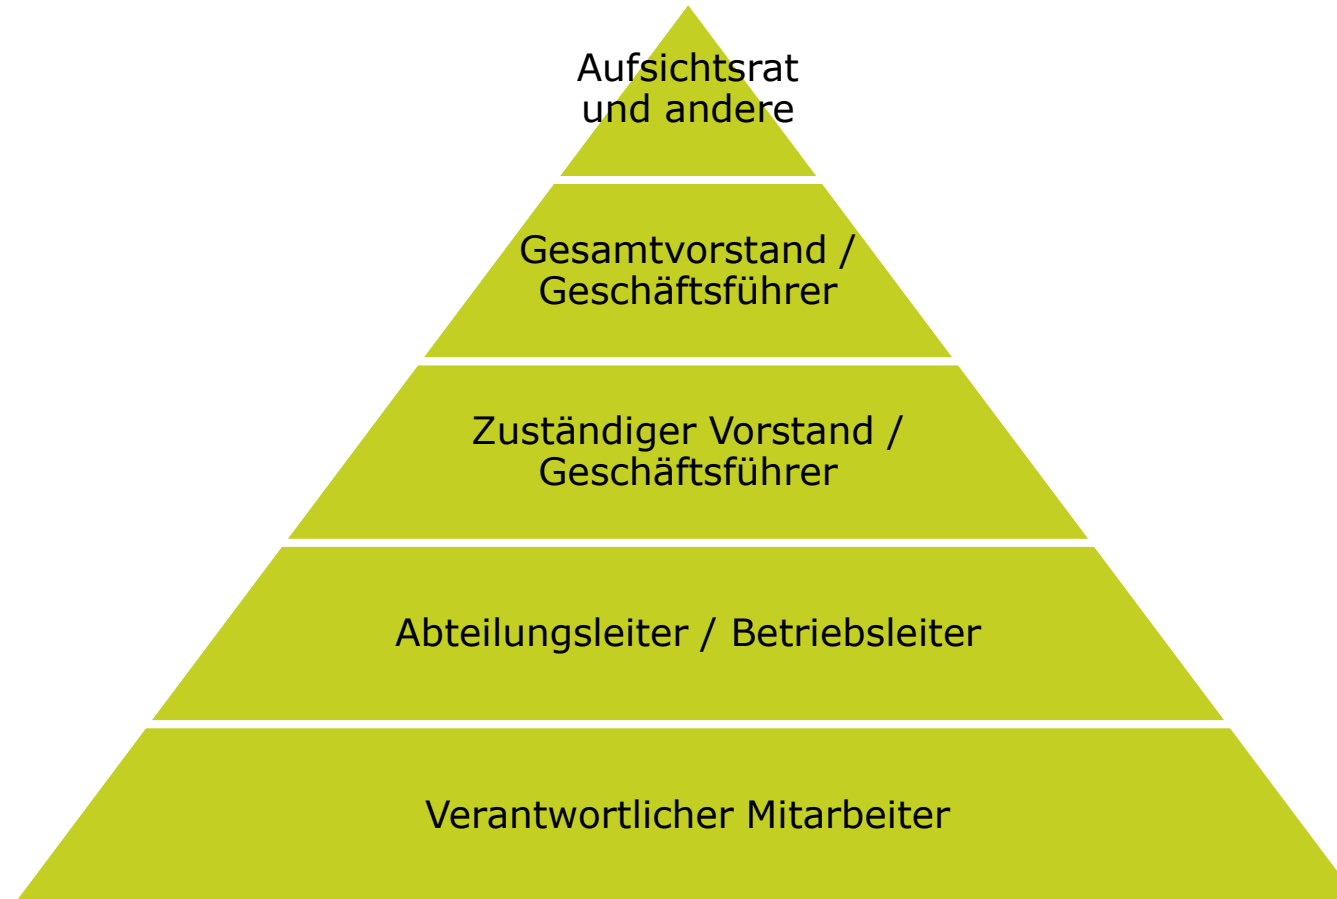 Aufsichtsrat
und andere
Gesamtvorstand /
Geschäftsführer
Zuständiger Vorstand /
Geschäftsführer
Abteilungsleiter / Betriebsleiter
Verantwortlicher Mitarbeiter